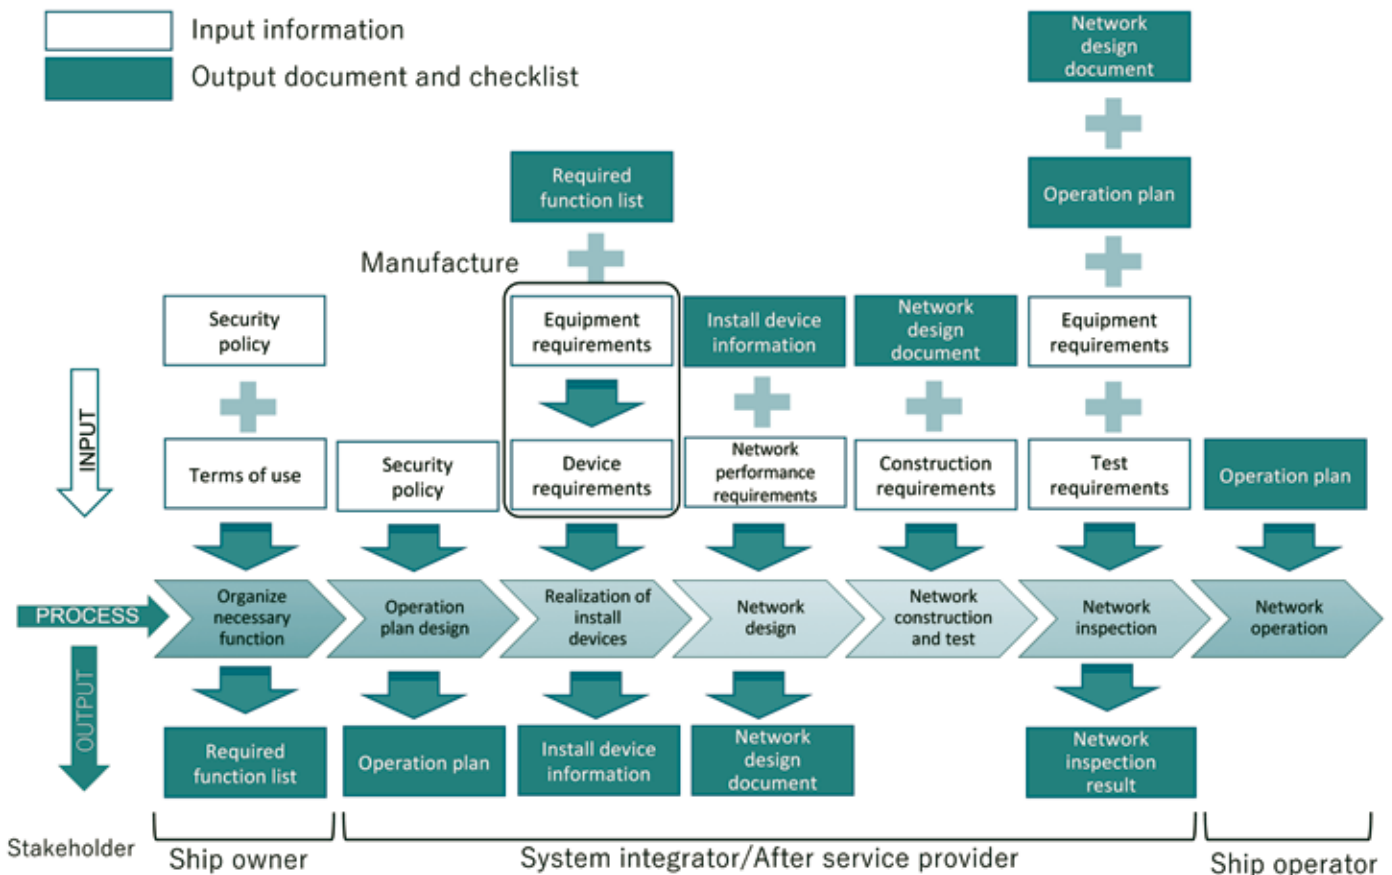 Input information
Output document and checklist
Network
design
document
Required
function list
Operation plan
Manufacture
Security
policy
Equipment
requirements
Install device
information
Network
design
document
Equipment
requirements
INPUT
Terms of use
Security
policy
Device
requirements
Network
performance
requirements
Construction
requirements
Test
requirements
Operation plan
PROCESS
Organize
necessary
function
Operation
plan design
Realization of
install
devices
Network
design
Network
construction
and test
Network
inspection
Network
operation
OUTPUT
Required
function list
Operation plan
Install device
information
Network
design
document
Network
inspection
result
Stakeholder
Ship owner
System integrator/After service provider
Ship operator